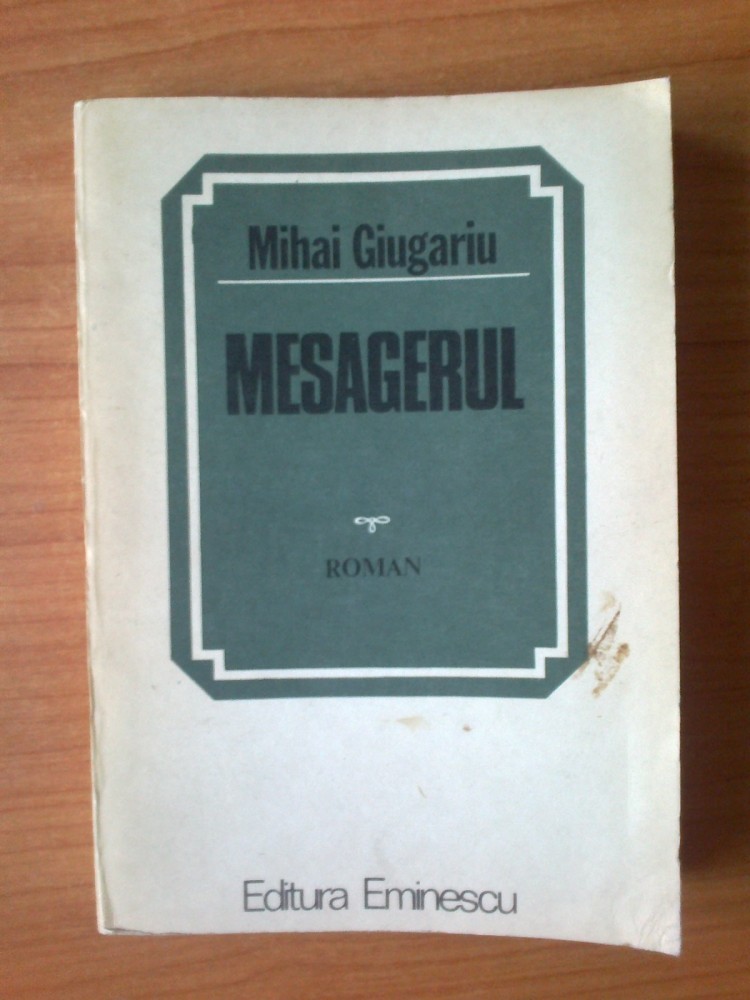 Mihai Giugariu
MESAGERUL
ROMAN
Editura Eminescu